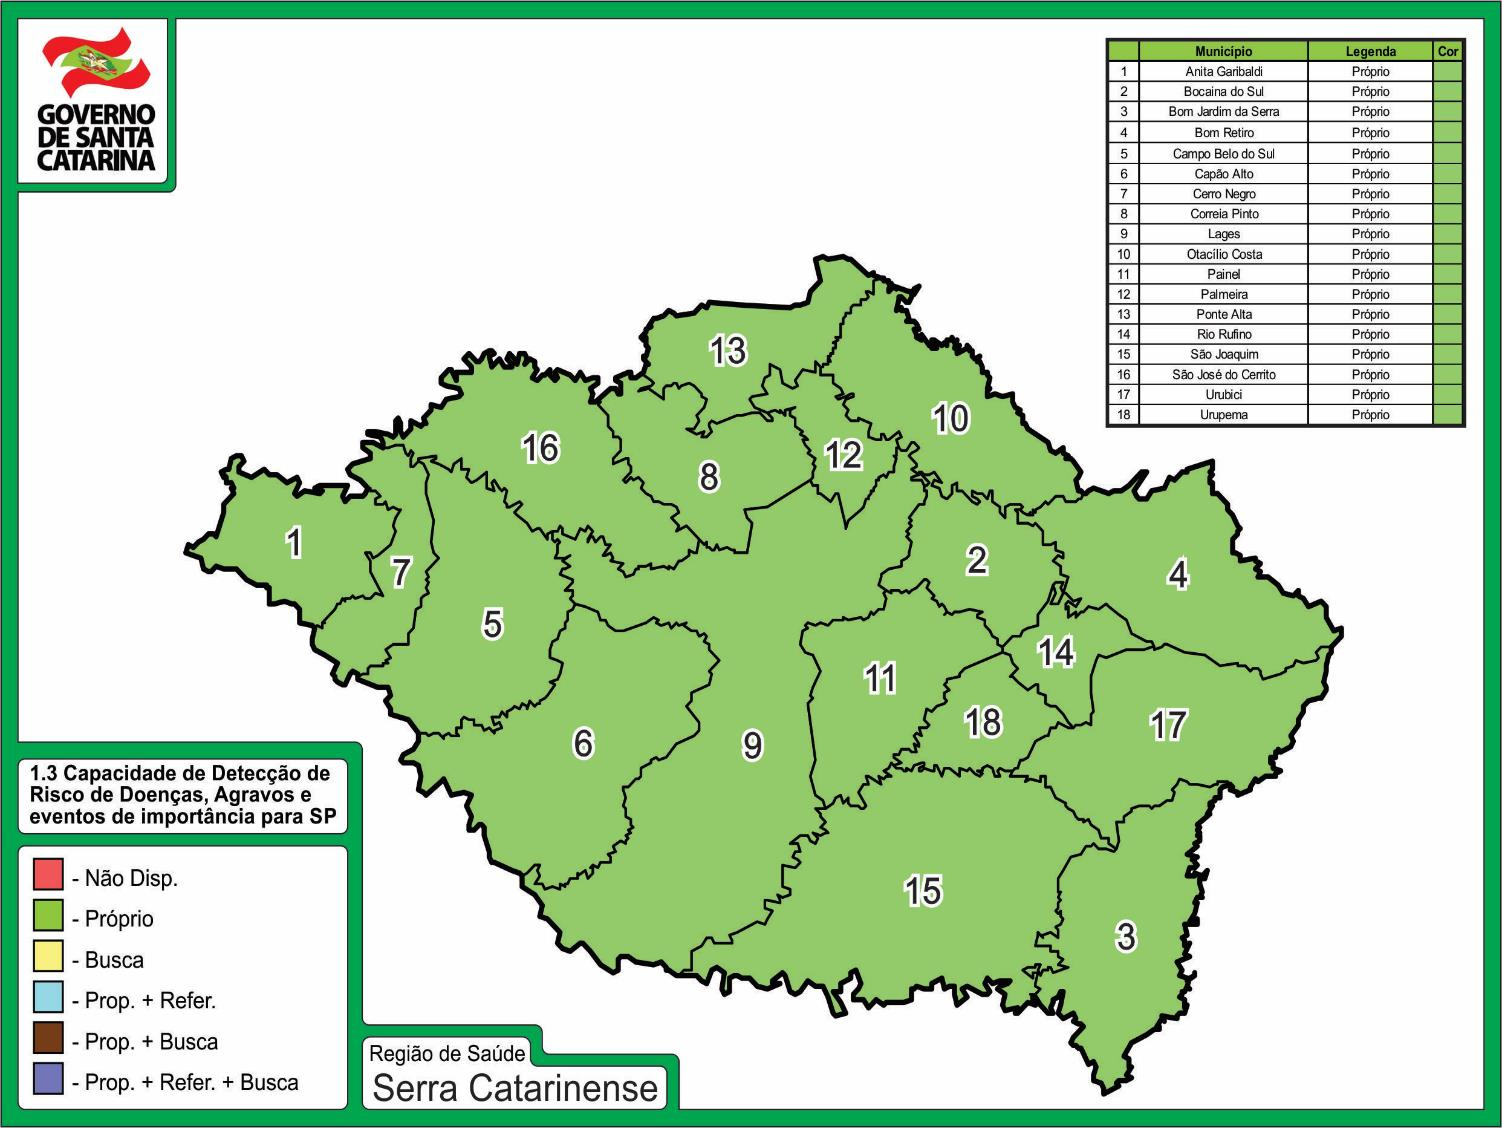 GOVERNO
DE SANTA
CATARINA
Município Legenda Cor
1 Anita Garibaldi Próprio
2 Bocaina do Sul Próprio
3 Bom Jardim da Serra Próprio
4 Bom Retiro Próprio
5 Campo Belo do Sul Próprio
6 Capão Alto Próprio
7 Cerro Negro Próprio
8 Correia Pinto Próprio
9 Lages Próprio
10 Otacílio Costa Próprio
11 Painel Próprio
12 Palmeira Próprio
13 Ponte Alta Próprio
14 Rio Rufino Próprio
15 São Joaquim Próprio
16 São José do Cerrito Próprio
17 Urubici Próprio
18 Urupema Próprio
13
10
16
12
8
1
2
7
4
5
14
11
18
17
6
9
15
3
1.3 Capacidade de Detecção de
Risco de Doenças, Agravos e
eventos de importância para SP
- Não Disp.
- Próprio
- Busca
- Prop. + Refer.
- Prop. + Busca
- Prop. + Refer. + Busca
Região de Saúde
Serra Catarinense